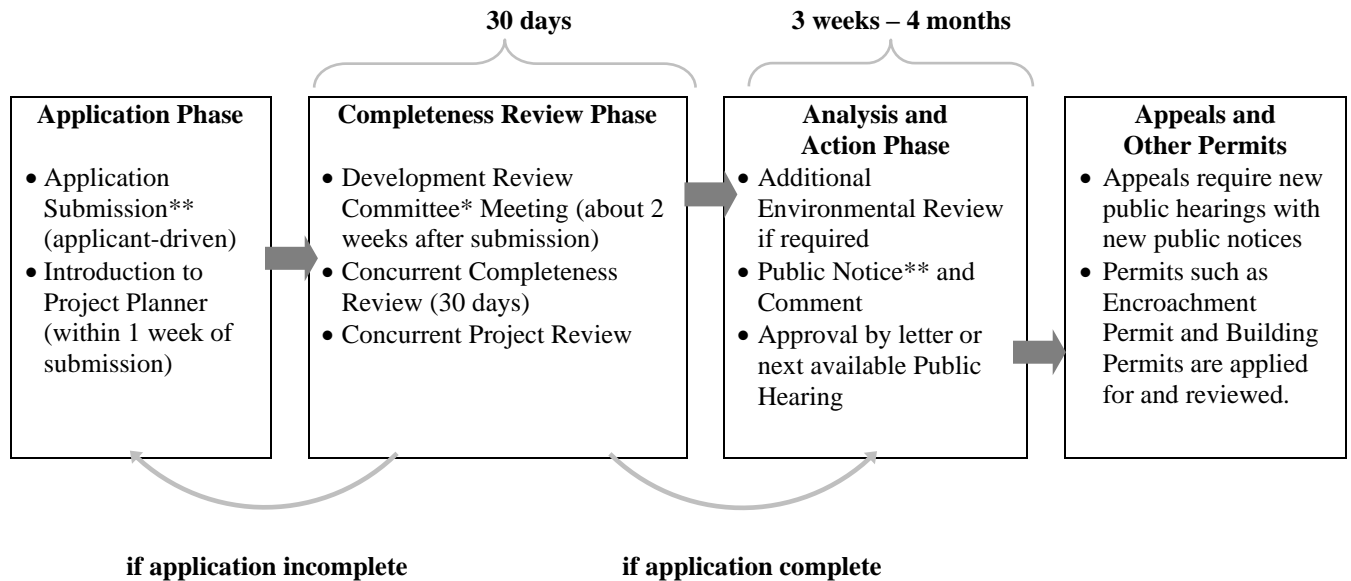 30 days
3 weeks – 4 months
Application Phase
• Application
Submission**
(applicant-driven)
• Introduction to
Project Planner
(within 1 week of
submission)
Completeness Review Phase
• Development Review
Committee* Meeting (about 2
weeks after submission)
• Concurrent Completeness
Review (30 days)
• Concurrent Project Review
Analysis and
Action Phase
• Additional
Environmental Review
if required
• Public Notice** and
Comment
• Approval by letter or
next available Public
Hearing
Appeals and
Other Permits
• Appeals require new
public hearings with
new public notices
• Permits such as
Encroachment
Permit and Building
Permits are applied
for and reviewed.
if application incomplete
if application complete